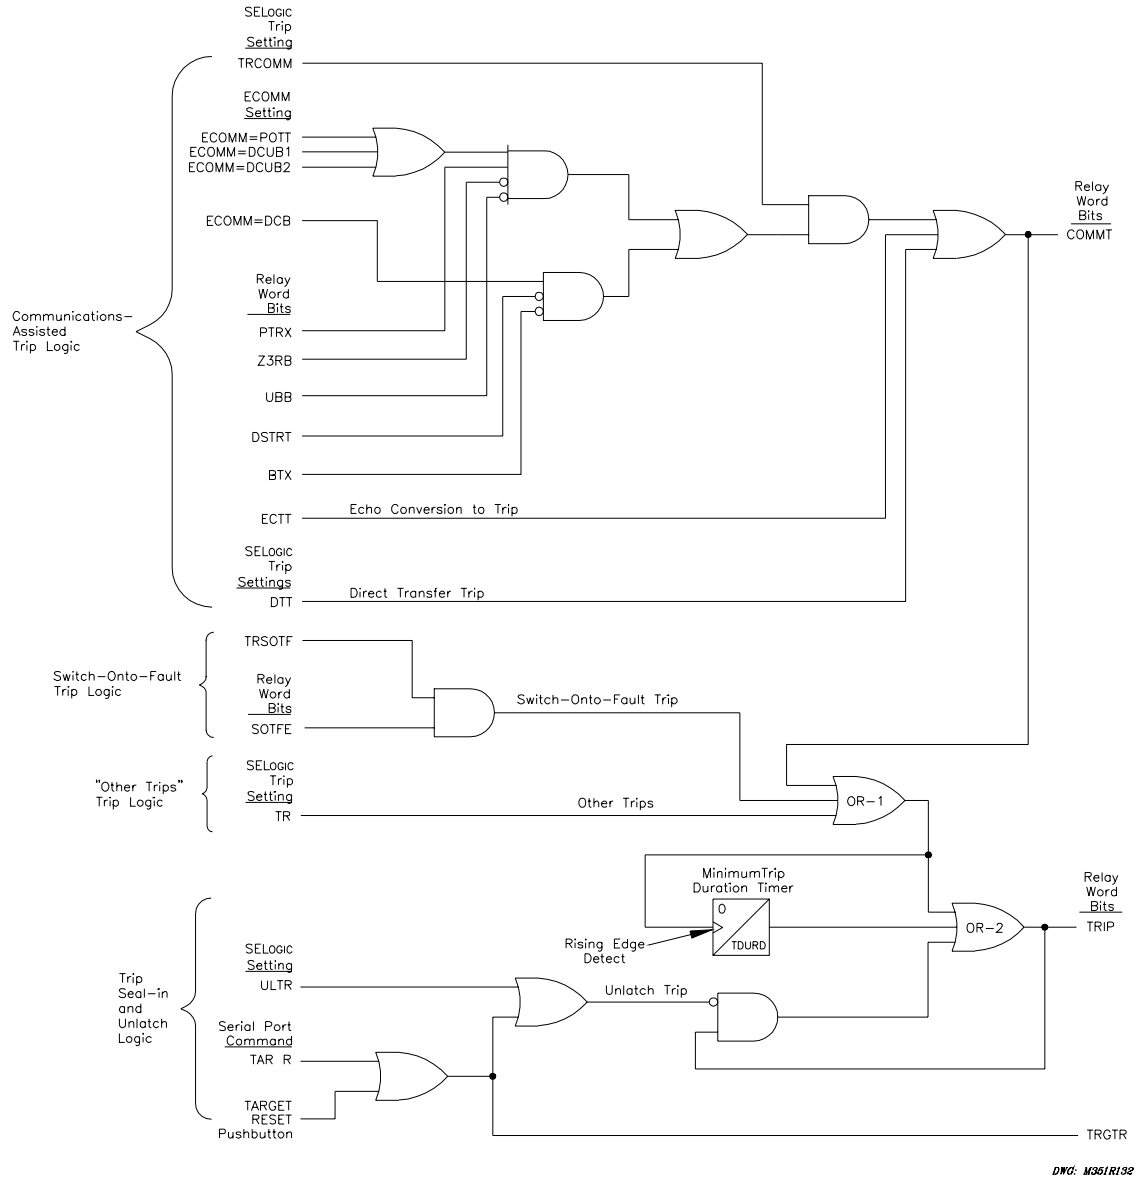 SELOGIC
Trip
Setting
TRCOMM
ECOMM
Setting
ECOMM=POTT
ECOMM=DCUB1
ECOMM=DCUB2
ECOMM=DCB
Relay
Word
Bits
COMMT
Relay
Word
Bits
PTRX
Z3RB
UBB
DSTRT
BTX
Communications-
Assisted
Trip Logic
ECTT
Echo Conversion to Trip
SELOGIC
Trip
Settings
DTT
Direct Transfer Trip
TRSOTF
Switch-Onto-Fault
Trip Logic
Relay
Word
Bits
SOTFE
Switch-Onto-Fault Trip
"Other Trips"
Trip Logic
SELOGIC
Trip
Setting
TR
Other Trips
OR-1
MinimumTrip
Duration Timer
0
TDURD
Rising Edge
Detect
OR-2
Relay
Word
Bits
TRIP
Trip
Seal-in
and
Unlatch
Logic
SELOGIC
Setting
ULTR
Unlatch Trip
Serial Port
Command
TAR R
TARGET
RESET
Pushbutton
TRGTR
DWG: M351R132